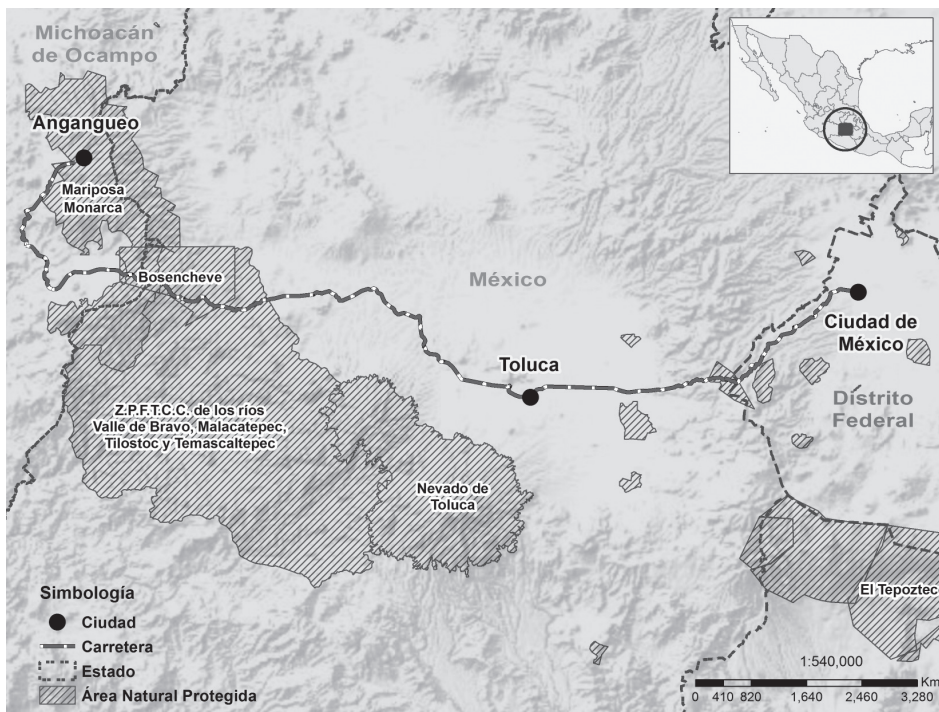 Michoacán
de Ocampo
Angangueo
Mariposa
Monarca
Bosencheve
México
Ciudad de
México
Toluca
Distrito
Federal
Z.P.F.T.C.C. de los ríos
Valle de Bravo, Malacatepec,
Tilostoc y Temascaltepec
Nevado de
Toluca
El Tepoztec
Simbología
Ciudad
Carretera
Estado
Área Natural Protegida
1:540,000
Km
0 410 820 1,640 2,460 3,280